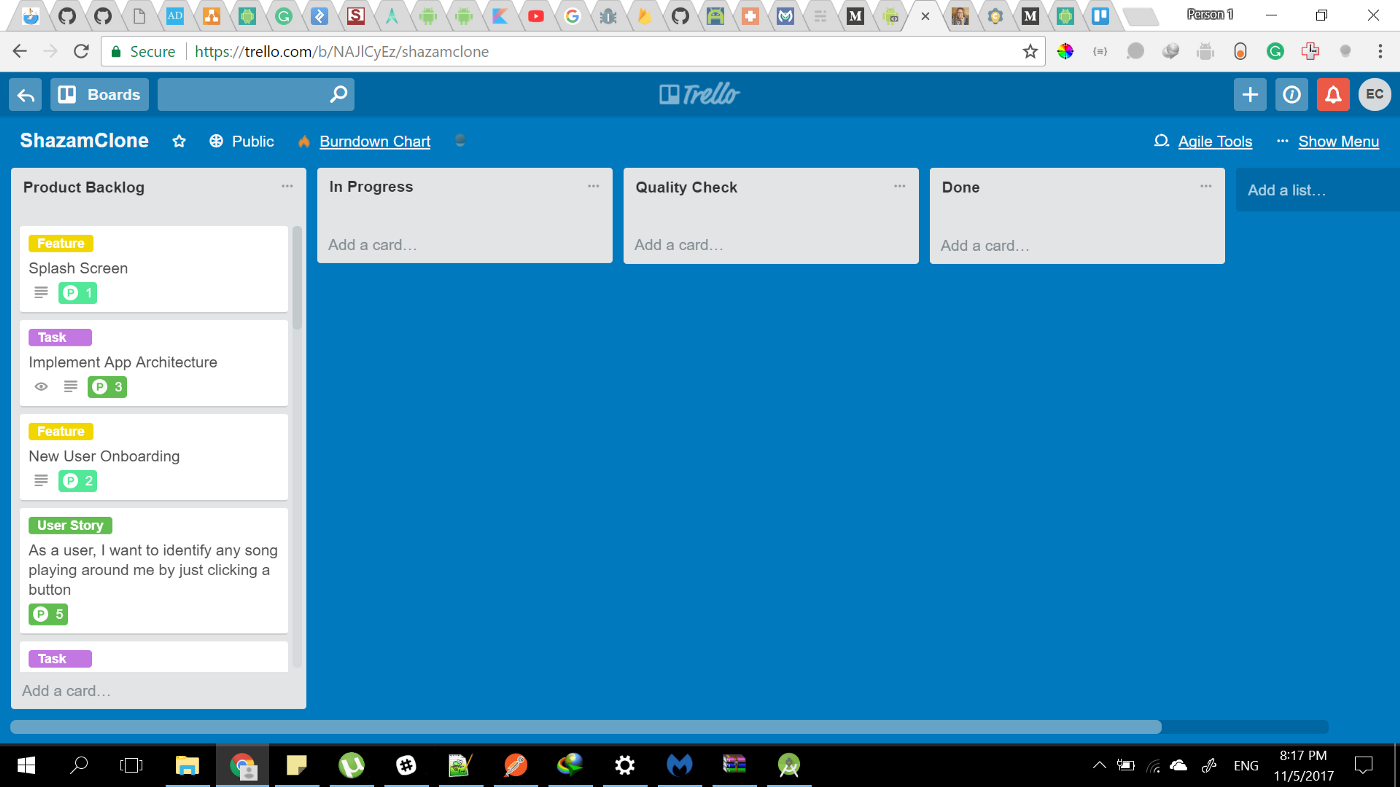 Person 1
Secure
https://trello.com/b/NAJlCyEz/shazamclone
Boards
Trello
EC
ShazamClone
Public
Burndown Chart
Agile Tools
Show Menu
Product Backlog
In Progress
Quality Check
Done
Add a list…
Add a card…
Add a card…
Add a card…
Feature
Splash Screen
P 1
Task
Implement App Architecture
P 3
Feature
New User Onboarding
P 2
User Story
As a user, I want to identify any song
playing around me by just clicking a
button
P 5
Task
Add a card…
ENG
8:17 PM
11/5/2017